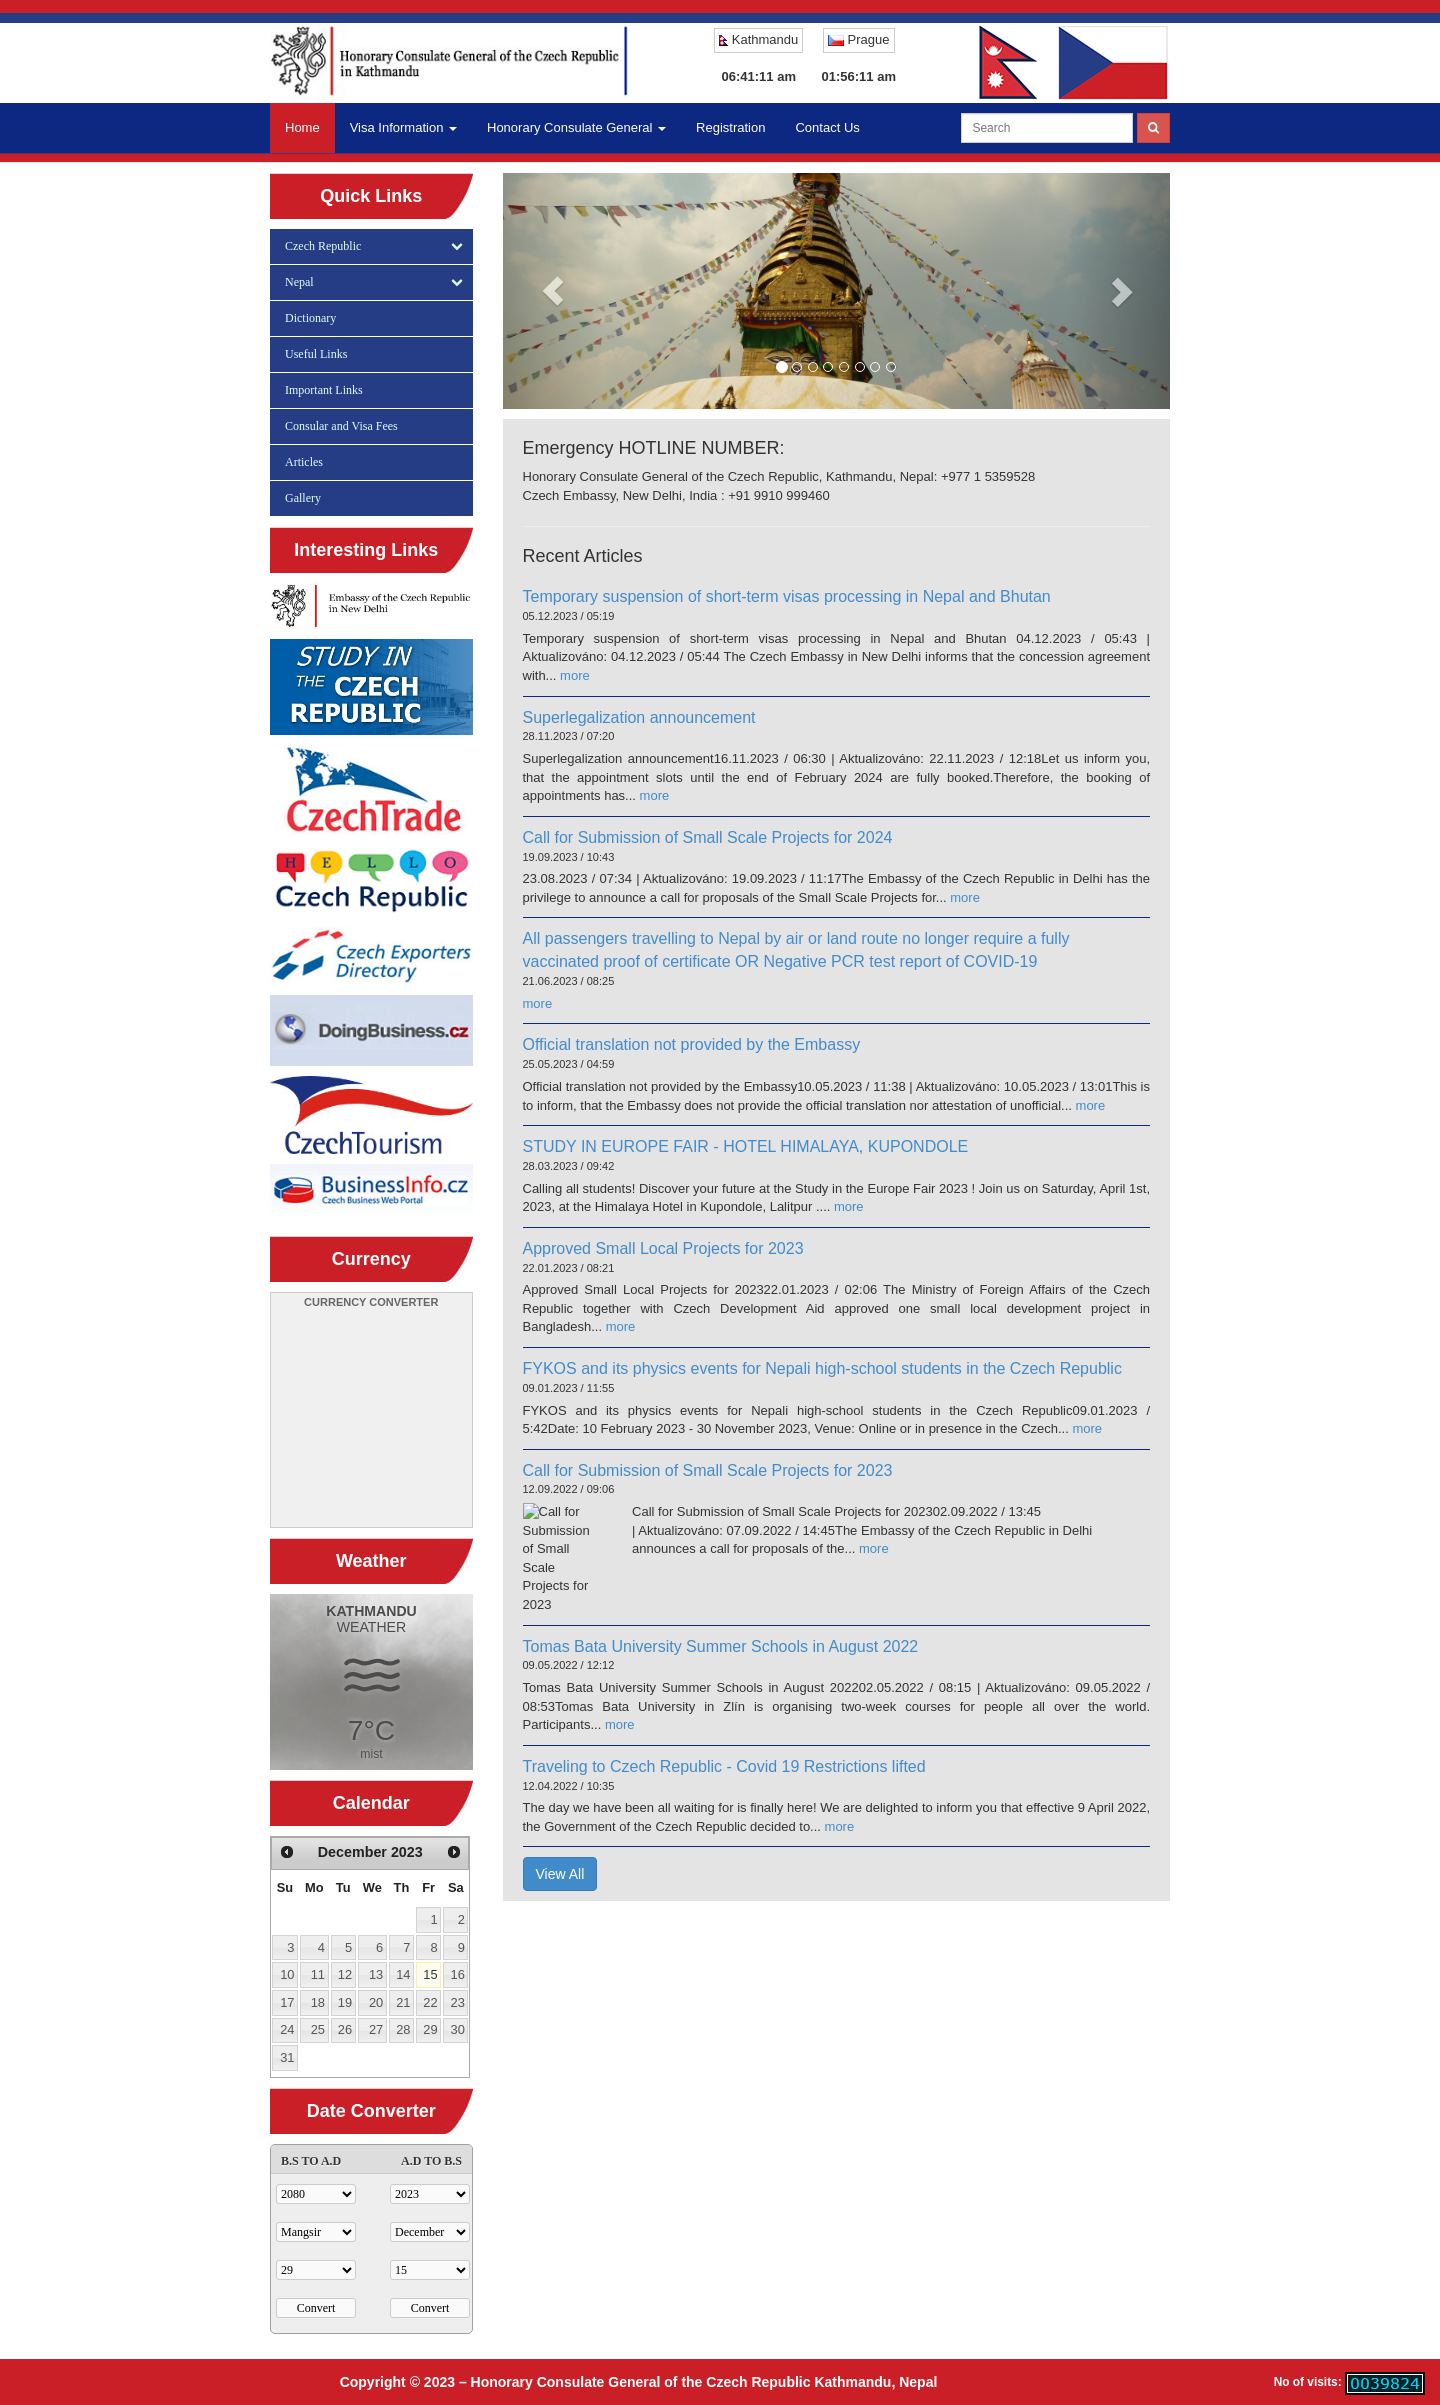 Honorary Consulate General of the Czech Republic
in Kathmandu
Kathmandu
Prague
06:41:11 am
01:56:11 am
Home
Visa Information
Honorary Consulate General
Registration
Contact Us
Search
Quick Links
Czech Republic
Nepal
Dictionary
Useful Links
Important Links
Consular and Visa Fees
Articles
Gallery
Interesting Links
Embassy of the Czech Republic
in New Delhi
STUDY IN
THE CZECH
REPUBLIC
CzechTrade
HELLO
Czech Republic
Czech Exporters
Directory
DoingBusiness.cz
CzechTourism
BusinessInfo.cz
Czech Business Web Portal
Currency
CURRENCY CONVERTER
Weather
KATHMANDU
WEATHER
7°C
mist
Calendar
December 2023
Su Mo Tu We Th Fr Sa
1 2
3 4 5 6 7 8 9
10 11 12 13 14 15 16
17 18 19 20 21 22 23
24 25 26 27 28 29 30
31
Date Converter
B.S TO A.D
A.D TO B.S
2080
2023
Mangsir
December
29
15
Convert
Convert
Emergency HOTLINE NUMBER:
Honorary Consulate General of the Czech Republic, Kathmandu, Nepal: +977 1 5359528
Czech Embassy, New Delhi, India : +91 9910 999460
Recent Articles
Temporary suspension of short-term visas processing in Nepal and Bhutan
05.12.2023 / 05:19
Temporary suspension of short-term visas processing in Nepal and Bhutan 04.12.2023 / 05:43 |
Aktualizováno: 04.12.2023 / 05:44 The Czech Embassy in New Delhi informs that the concession agreement
with... more
Superlegalization announcement
28.11.2023 / 07:20
Superlegalization announcement16.11.2023 / 06:30 | Aktualizováno: 22.11.2023 / 12:18Let us inform you,
that the appointment slots until the end of February 2024 are fully booked.Therefore, the booking of
appointments has... more
Call for Submission of Small Scale Projects for 2024
19.09.2023 / 10:43
23.08.2023 / 07:34 | Aktualizováno: 19.09.2023 / 11:17The Embassy of the Czech Republic in Delhi has the
privilege to announce a call for proposals of the Small Scale Projects for... more
All passengers travelling to Nepal by air or land route no longer require a fully
vaccinated proof of certificate OR Negative PCR test report of COVID-19
21.06.2023 / 08:25
more
Official translation not provided by the Embassy
25.05.2023 / 04:59
Official translation not provided by the Embassy10.05.2023 / 11:38 | Aktualizováno: 10.05.2023 / 13:01This is
to inform, that the Embassy does not provide the official translation nor attestation of unofficial... more
STUDY IN EUROPE FAIR - HOTEL HIMALAYA, KUPONDOLE
28.03.2023 / 09:42
Calling all students! Discover your future at the Study in the Europe Fair 2023 ! Join us on Saturday, April 1st,
2023, at the Himalaya Hotel in Kupondole, Lalitpur .... more
Approved Small Local Projects for 2023
22.01.2023 / 08:21
Approved Small Local Projects for 202322.01.2023 / 02:06 The Ministry of Foreign Affairs of the Czech
Republic together with Czech Development Aid approved one small local development project in
Bangladesh... more
FYKOS and its physics events for Nepali high-school students in the Czech Republic
09.01.2023 / 11:55
FYKOS and its physics events for Nepali high-school students in the Czech Republic09.01.2023 /
5:42Date: 10 February 2023 - 30 November 2023, Venue: Online or in presence in the Czech... more
Call for Submission of Small Scale Projects for 2023
12.09.2022 / 09:06
Call for
Submission
of Small
Scale
Projects for
2023
Call for Submission of Small Scale Projects for 202302.09.2022 / 13:45
| Aktualizováno: 07.09.2022 / 14:45The Embassy of the Czech Republic in Delhi
announces a call for proposals of the... more
Tomas Bata University Summer Schools in August 2022
09.05.2022 / 12:12
Tomas Bata University Summer Schools in August 202202.05.2022 / 08:15 | Aktualizováno: 09.05.2022 /
08:53Tomas Bata University in Zlín is organising two-week courses for people all over the world.
Participants... more
Traveling to Czech Republic - Covid 19 Restrictions lifted
12.04.2022 / 10:35
The day we have been all waiting for is finally here! We are delighted to inform you that effective 9 April 2022,
the Government of the Czech Republic decided to... more
View All
Copyright © 2023 – Honorary Consulate General of the Czech Republic Kathmandu, Nepal
No of visits: 0039824